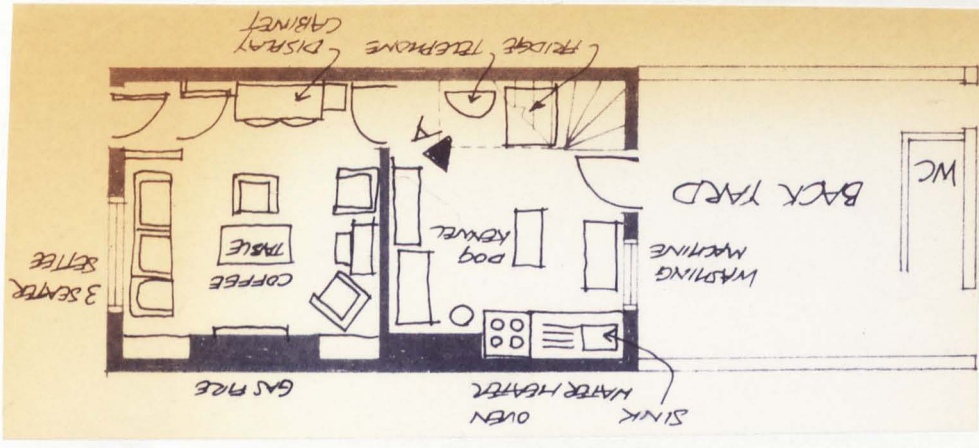 SINK
OVEN
WATER HEATER
GAS FIRE
WASHING
MACHINE
DOG
KENNEL
COFFEE
TABLE
3 SEATER
SETTEE
BACK YARD
WC
A
FRIDGE
TELEPHONE
DISPLAY
CABINET